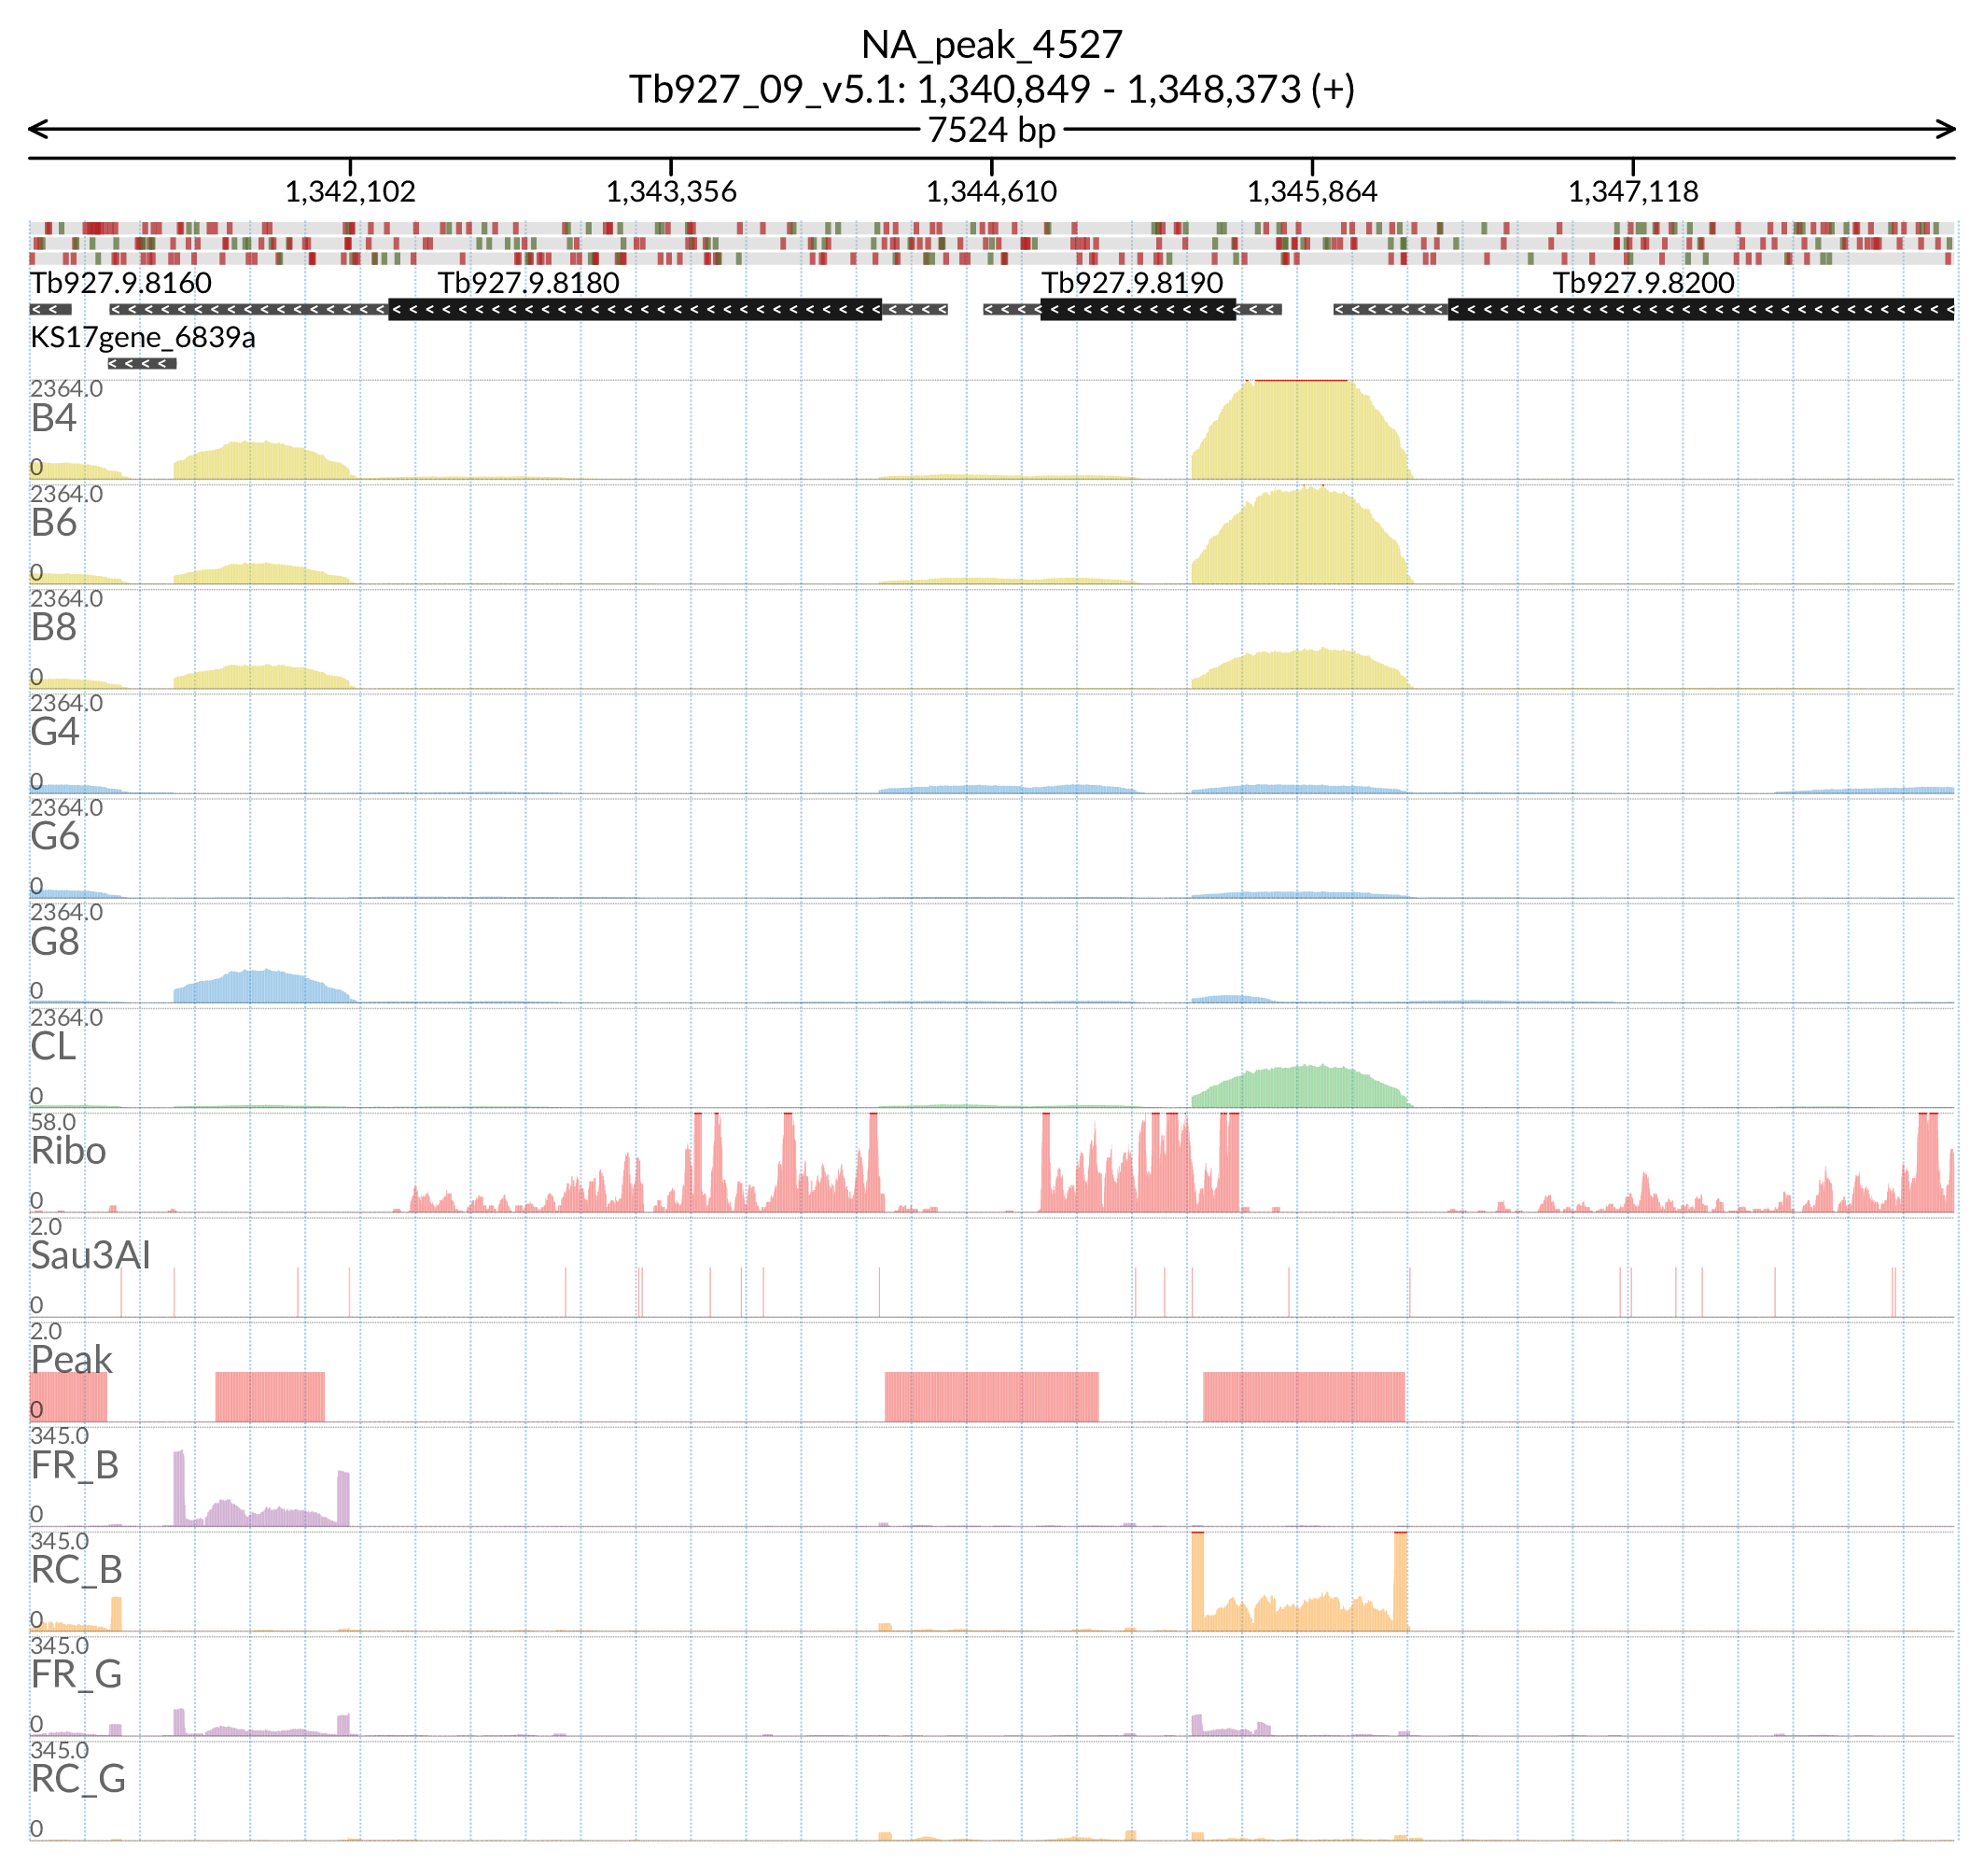 NA_peak_4527
Tb927_09_v5.1: 1,340,849 - 1,348,373 (+)
7524 bp
1,342,102 1,343,356 1,344,610 1,345,864 1,347,118
Tb927.9.8160 Tb927.9.8180 Tb927.9.8190 Tb927.9.8200
KS17gene_6839a
2364.0
B4
0
2364.0
B6
0
2364.0
B8
0
2364.0
G4
0
2364.0
G6
0
2364.0
G8
0
2364.0
CL
0
58.0
Ribo
0
2.0
Sau3AI
0
2.0
Peak
0
345.0
FR_B
0
345.0
RC_B
0
345.0
FR_G
0
345.0
RC_G
0